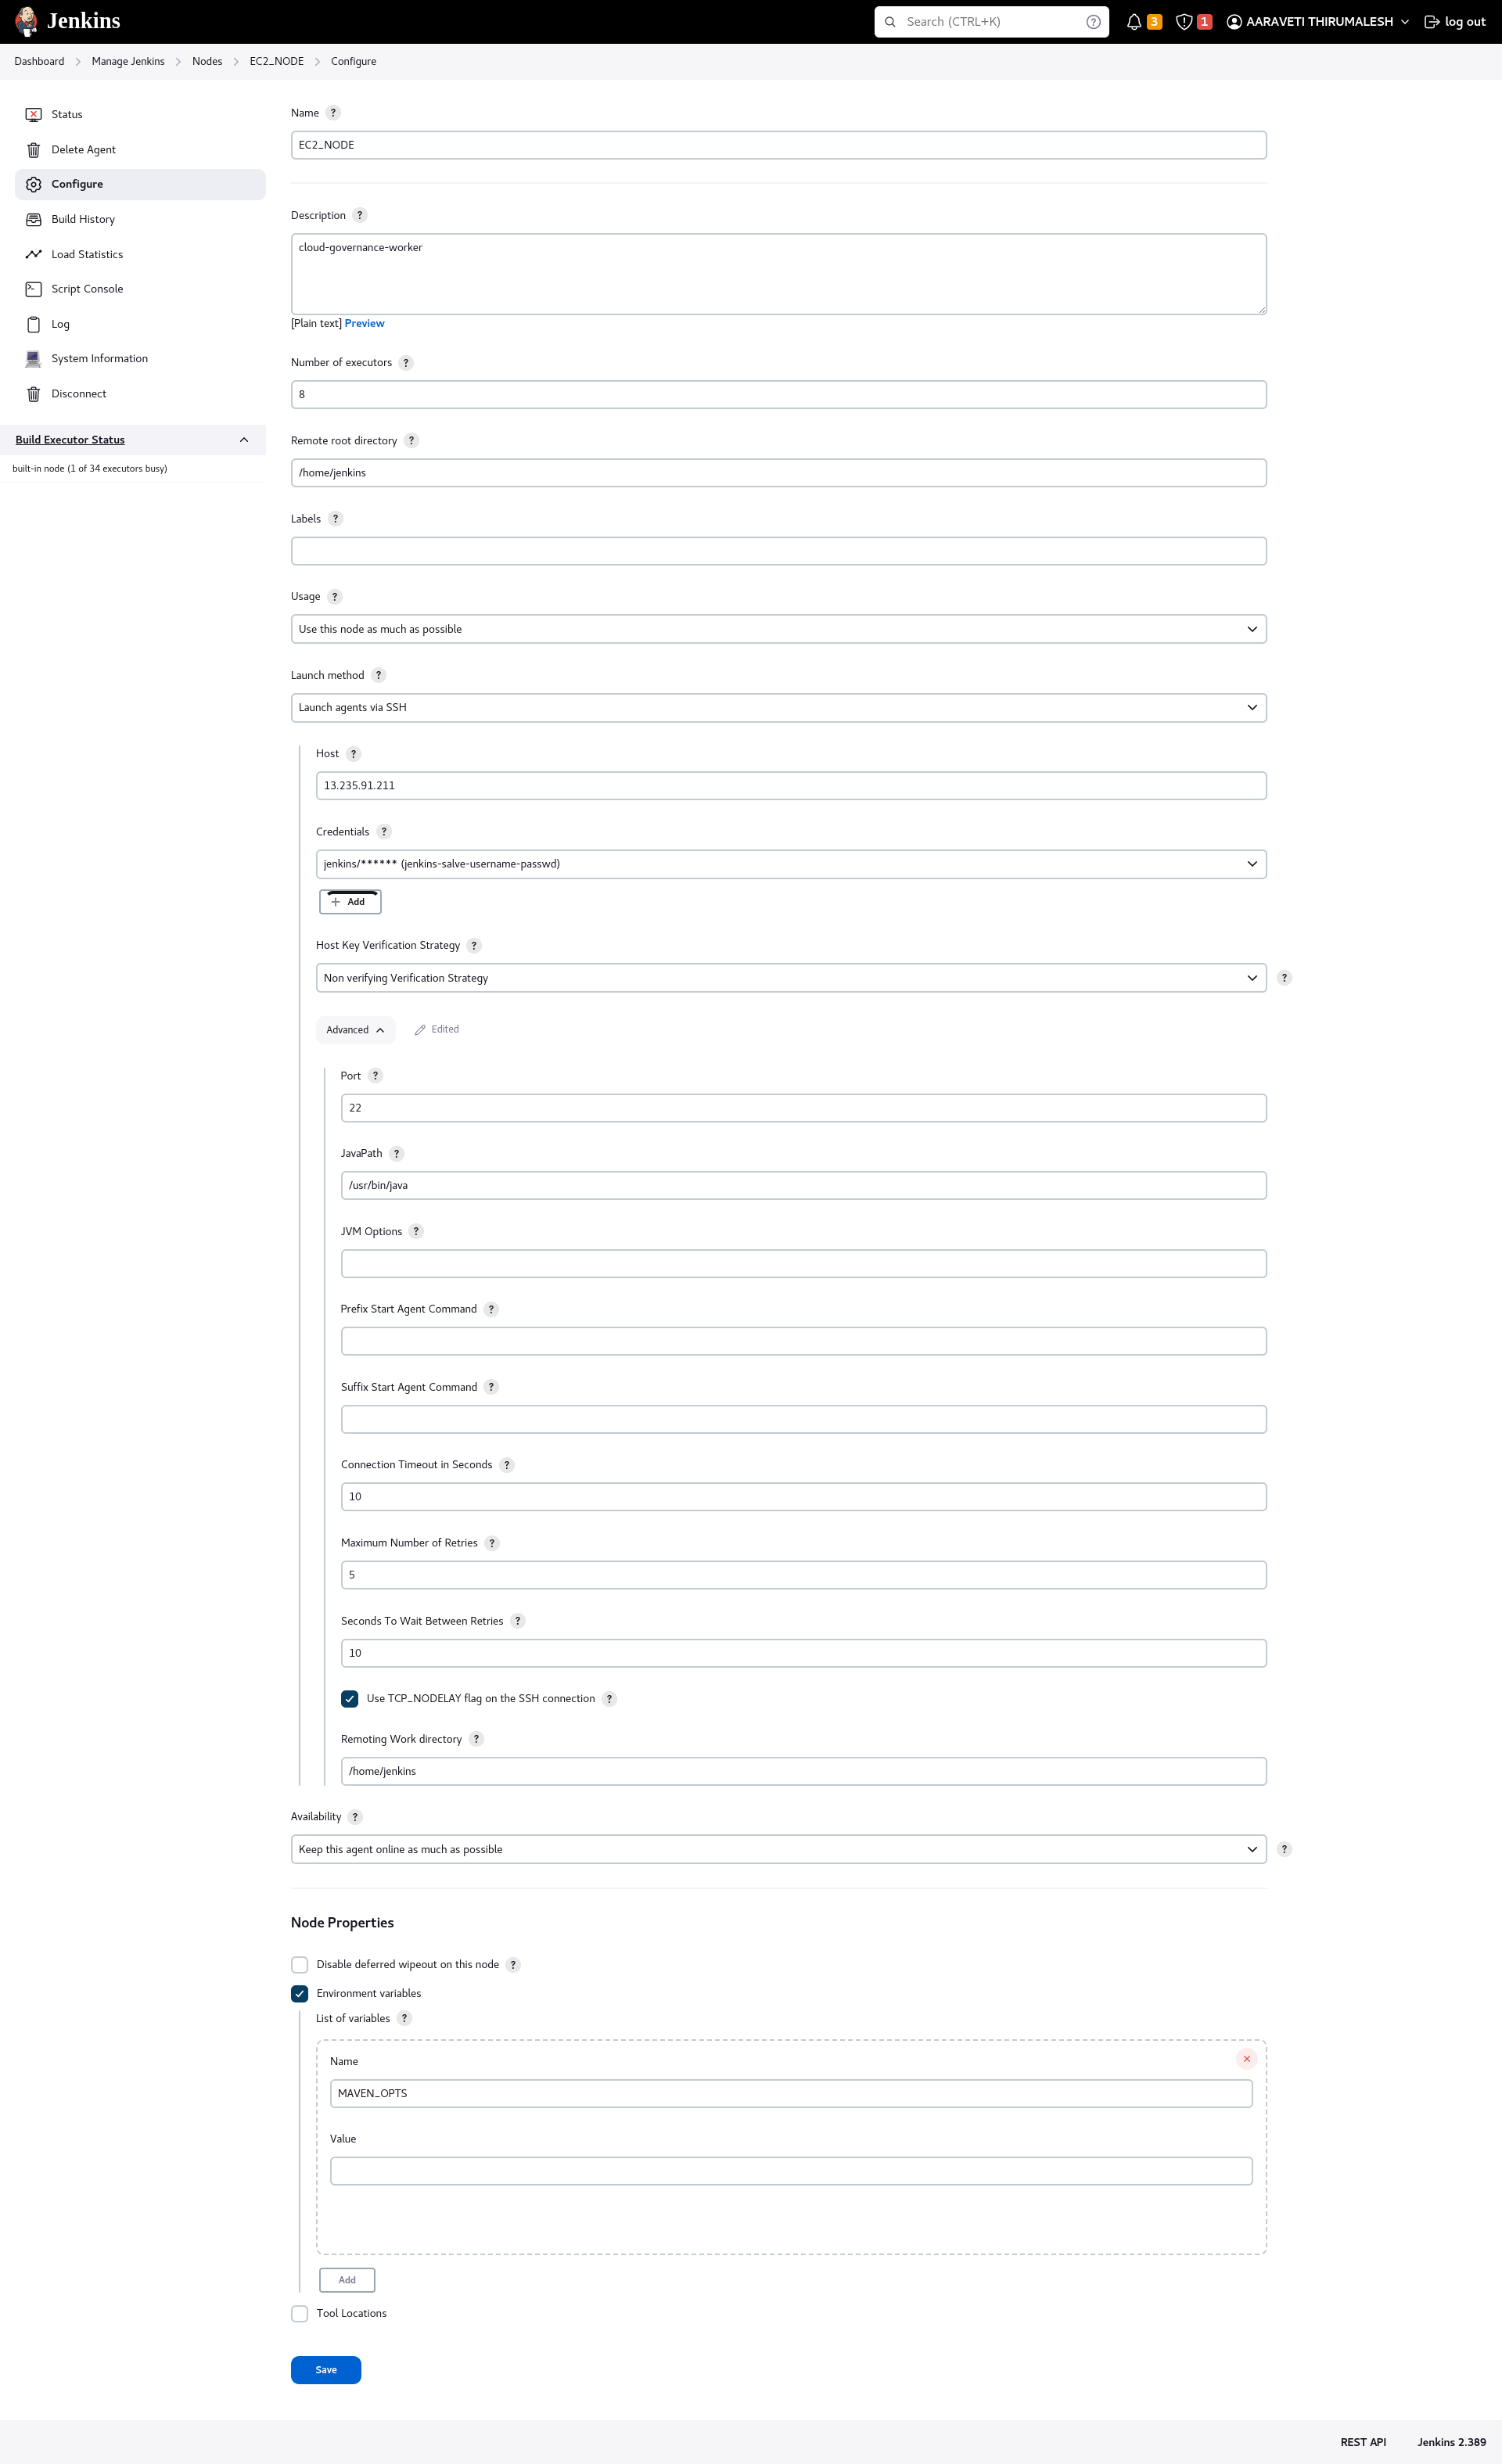 Jenkins
Search (CTRL+K)
?
3
1
AARAVETI THIRUMALESH
log out
Dashboard
Manage Jenkins
Nodes
EC2_NODE
Configure
Status
Delete Agent
Configure
Build History
Load Statistics
Script Console
Log
System Information
Disconnect
Build Executor Status
built-in node (1 of 34 executors busy)
Name ?
EC2_NODE
Description ?
cloud-governance-worker
[Plain text] Preview
Number of executors ?
8
Remote root directory ?
/home/jenkins
Labels ?
Usage ?
Use this node as much as possible
Launch method ?
Launch agents via SSH
Host ?
13.235.91.211
Credentials ?
jenkins/****** (jenkins-salve-username-passwd)
+ Add
Host Key Verification Strategy ?
Non verifying Verification Strategy
?
Advanced
Edited
Port ?
22
JavaPath ?
/usr/bin/java
JVM Options ?
Prefix Start Agent Command ?
Suffix Start Agent Command ?
Connection Timeout in Seconds ?
10
Maximum Number of Retries ?
5
Seconds To Wait Between Retries ?
10
Use TCP_NODELAY flag on the SSH connection ?
Remoting Work directory ?
/home/jenkins
Availability ?
Keep this agent online as much as possible
?
Node Properties
Disable deferred wipeout on this node ?
Environment variables
List of variables ?
Name
MAVEN_OPTS
Value
Add
Tool Locations
Save
REST API
Jenkins 2.389